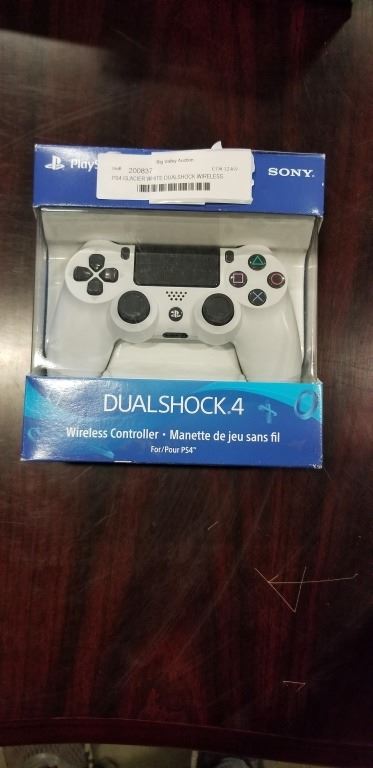 PlayS
SONY
Big Valley Auction
200837
PS4 GLACIER WHITE DUALSHOCK WIRELESS
DUALSHOCK.4
Wireless Controller • Manette de jeu sans fil
For/Pour PS4™